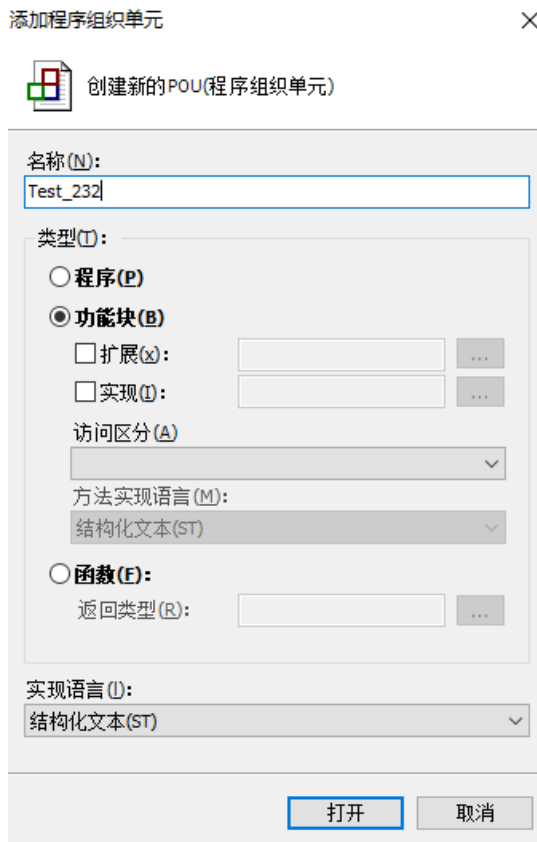 添加程序组织单元
创建新的POU(程序组织单元)
名称(N):
Test_232
类型(T):
程序(P)
功能块(B)
扩展(x):
...
实现(I):
...
访问区分(A)
方法实现语言(M):
结构化文本(ST)
函数(F):
返回类型(R):
...
实现语言(I):
结构化文本(ST)
打开
取消